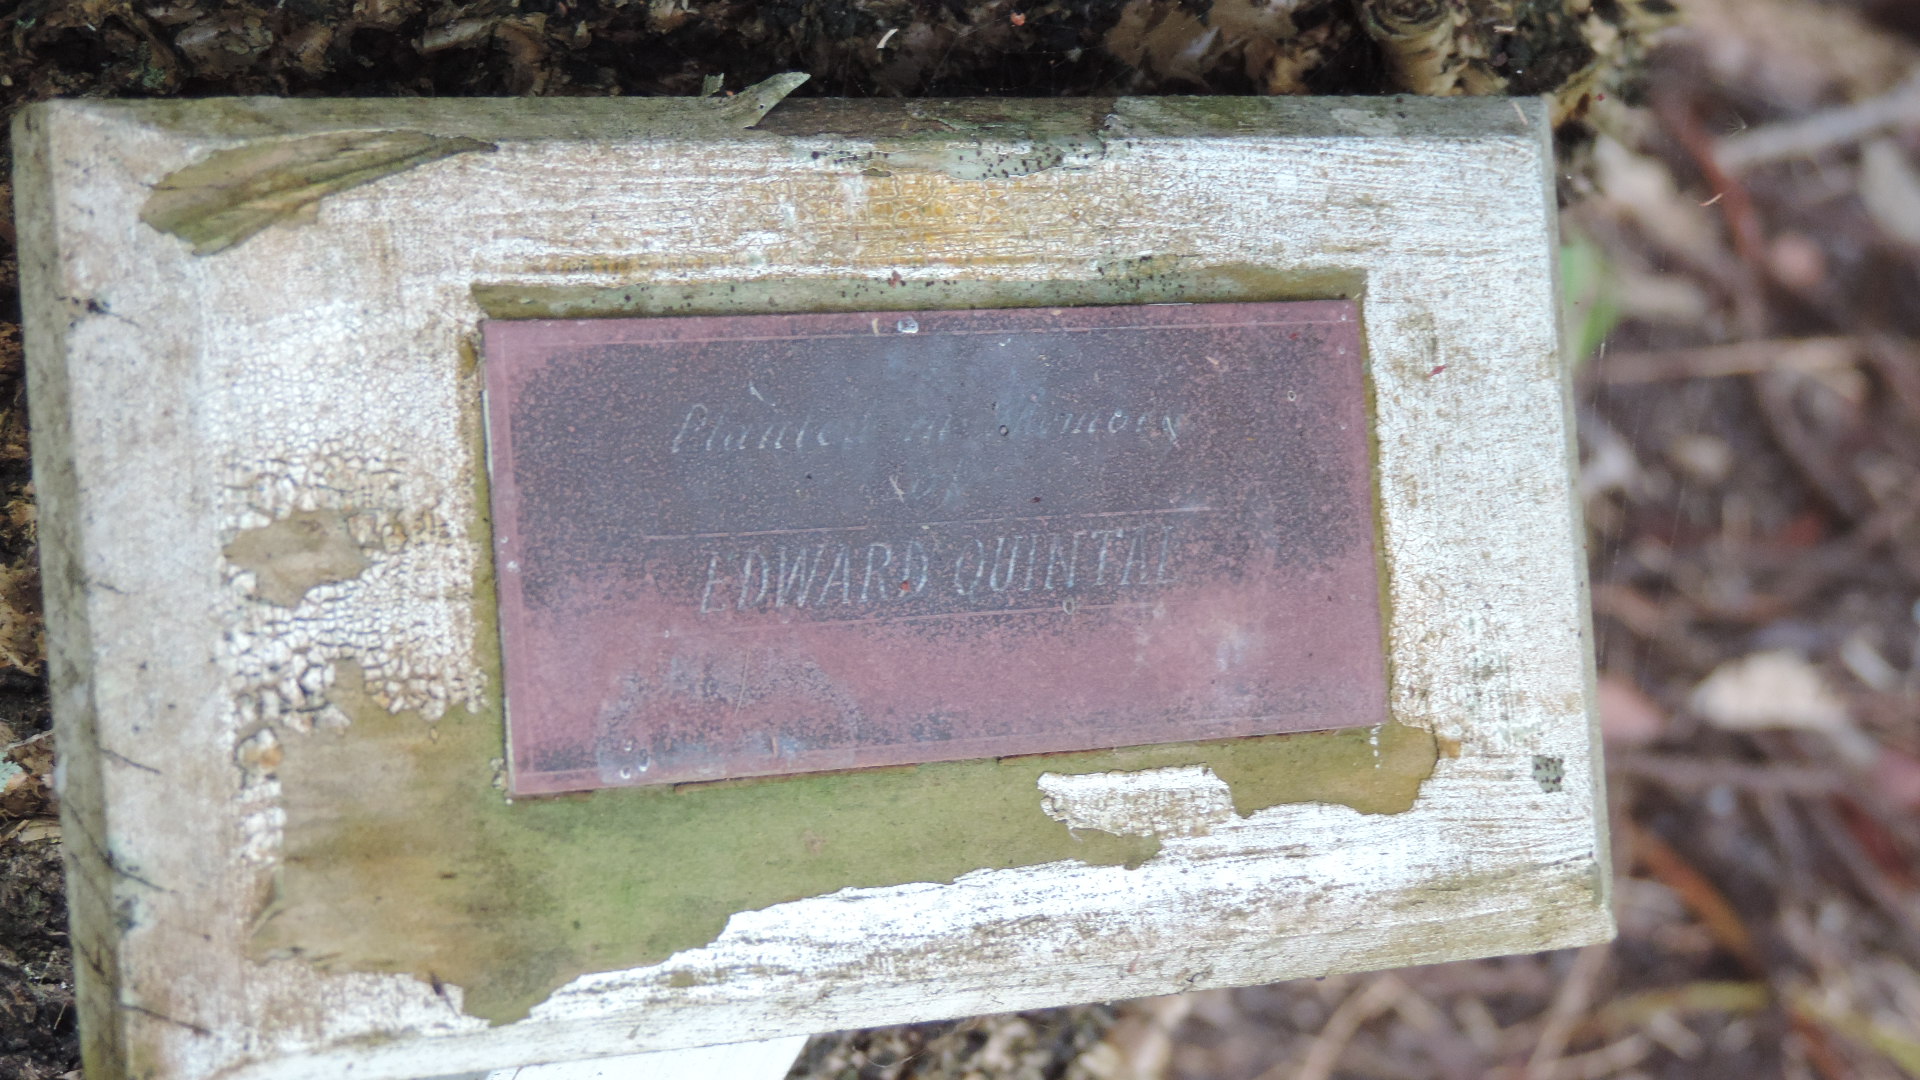 Planted in Memory
of
EDWARD QUINTAL